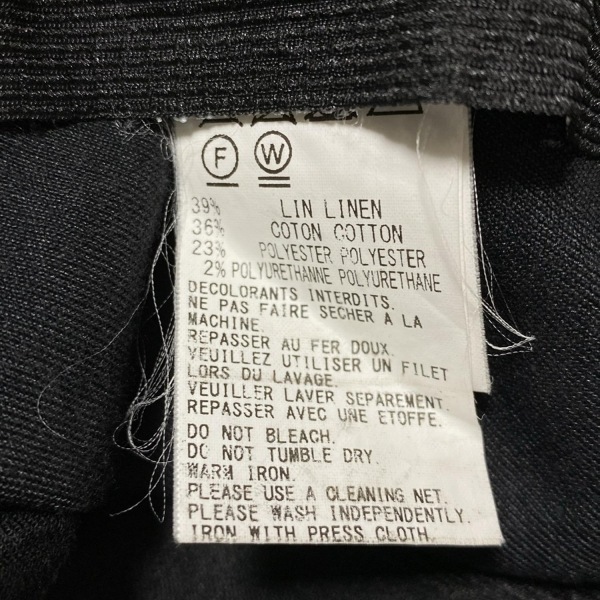 F W
39% LIN LINEN
36% COTON COTTON
23% POLYESTER POLYESTER
2% POLYURETHANNE POLYURETHANE
DECOLORANTS INTERDITS.
NE PAS FAIRE SECHER A LA
MACHINE.
REPASSER AU FER DOUX.
VEUILLEZ UTILISER UN FILET
LORS DU LAVAGE.
VEUILLER LAVER SEPAREMENT.
REPASSER AVEC UNE ETOFFE.
DO NOT BLEACH.
DO NOT TUMBLE DRY.
WARM IRON.
PLEASE USE A CLEANING NET.
PLEASE WASH INDEPENDENTLY.
IRON WITH PRESS CLOTH.